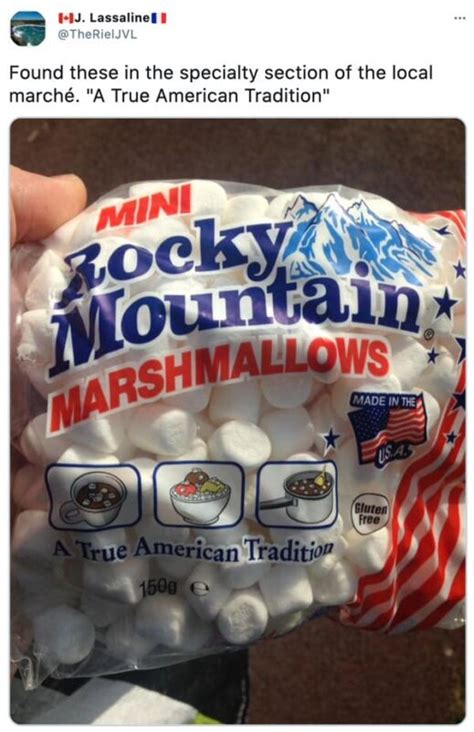 J. Lassaline
@TheRielJVL
Found these in the specialty section of the local
marché. "A True American Tradition"
MINI
Rocky
Mountain
MARSHMALLOWS
MADE IN THE
U.S.A.
Gluten
Free
A True American Tradition
150g e